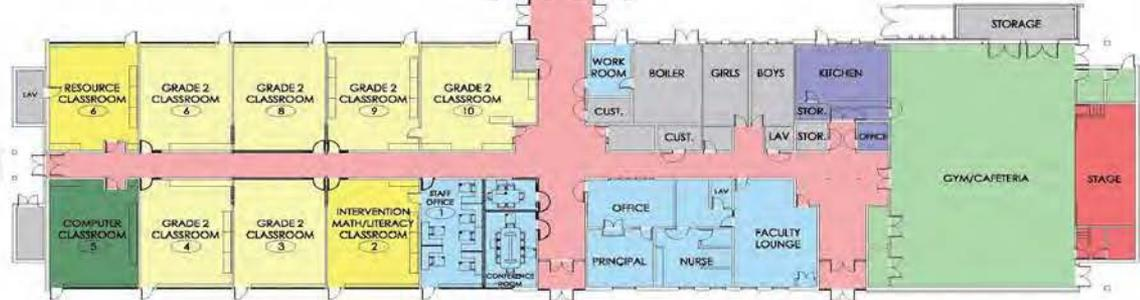 STORAGE
LAV
RESOURCE
CLASSROOM
6
GRADE 2
CLASSROOM
6
GRADE 2
CLASSROOM
8
GRADE 2
CLASSROOM
9
GRADE 2
CLASSROOM
10
WORK
ROOM
BOILER
GIRLS
BOYS
KITCHEN
CUST.
CUST.
LAV
STOR.
STOR.
OFFICE
GYM/CAFETERIA
STAGE
COMPUTER
CLASSROOM
5
GRADE 2
CLASSROOM
4
GRADE 2
CLASSROOM
3
INTERVENTION
MATH/LITERACY
CLASSROOM
2
STAFF
OFFICE
1
CONFERENCE
ROOM
OFFICE
PRINCIPAL
LAV
NURSE
FACULTY
LOUNGE